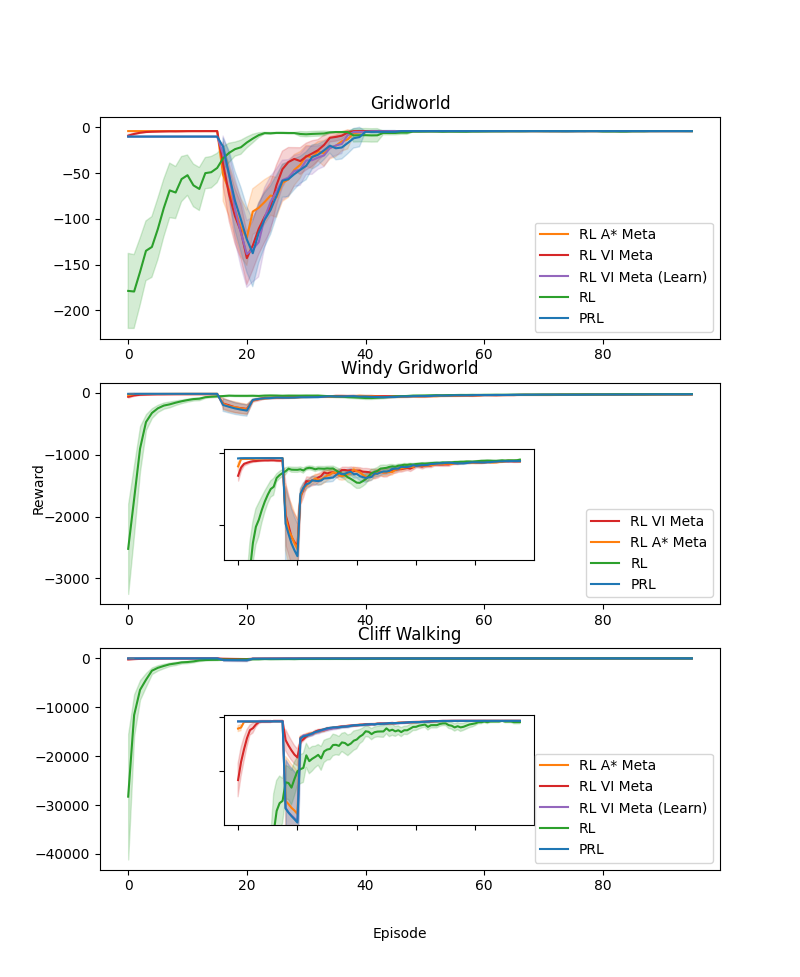 Gridworld
0
−50
−100
−150
−200
RL A* Meta
RL VI Meta
RL VI Meta (Learn)
RL
PRL
0 20 40 60 80
Windy Gridworld
0
−1000
−2000
−3000
Reward
RL VI Meta
RL A* Meta
RL
PRL
0 20 40 60 80
Cliff Walking
0
−10000
−20000
−30000
−40000
RL A* Meta
RL VI Meta
RL VI Meta (Learn)
RL
PRL
0 20 40 60 80
Episode